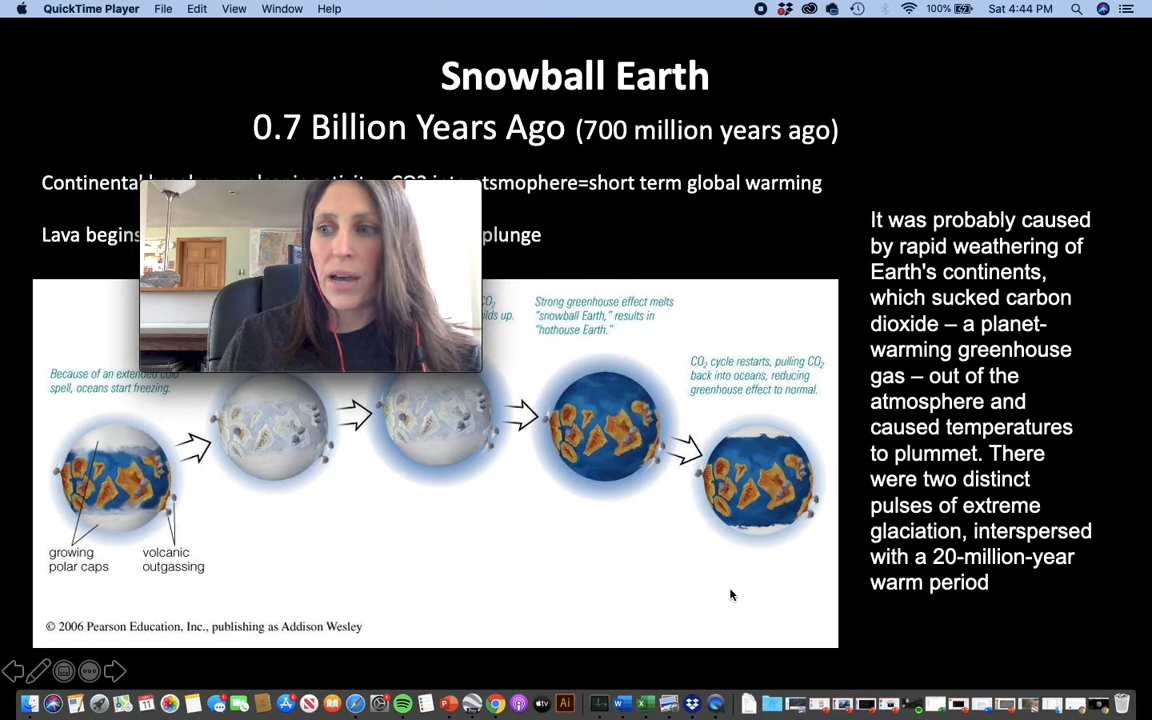 QuickTime Player File Edit View Window Help 100% Sat 4:44 PM
Snowball Earth
0.7 Billion Years Ago (700 million years ago)
Continental tsmophere=short term global warming
Lava begins plunge
It was probably caused
by rapid weathering of
Earth's continents,
which sucked carbon
dioxide – a planet-
warming greenhouse
gas – out of the
atmosphere and
caused temperatures
to plummet. There
were two distinct
pulses of extreme
glaciation, interspersed
with a 20-million-year
warm period
Because of an extended cold
spell, oceans start freezing.
CO2
ilds up.
Strong greenhouse effect melts
"snowball Earth," results in
"hothouse Earth."
CO2 cycle restarts, pulling CO2
back into oceans, reducing
greenhouse effect to normal.
growing
polar caps
volcanic
outgassing
© 2006 Pearson Education, Inc., publishing as Addison Wesley